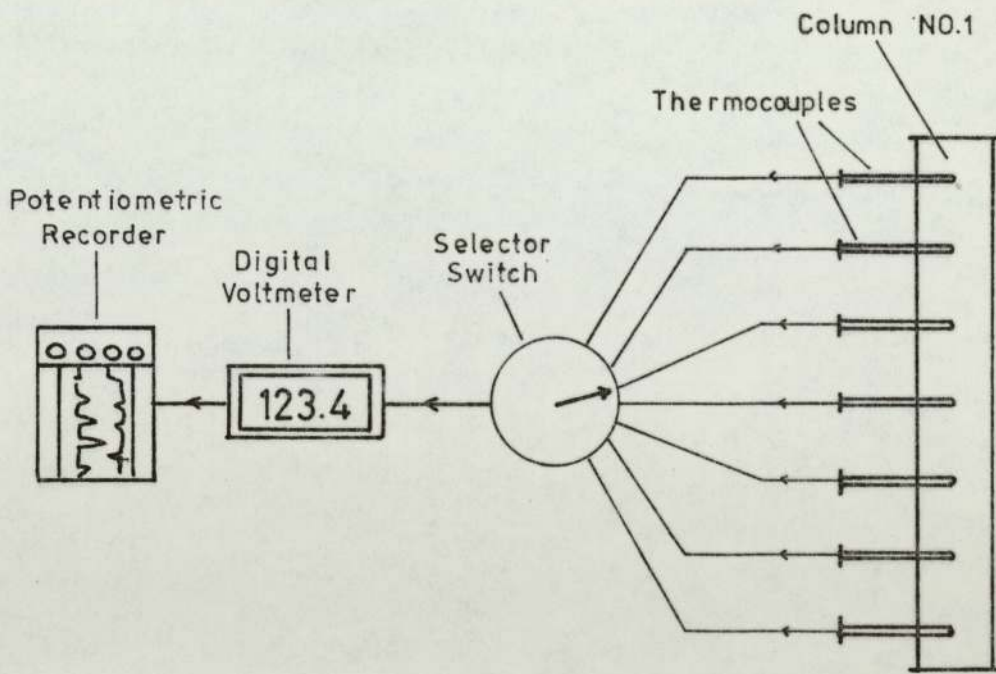 Column NO.1
Thermocouples
Potentiometric
Recorder
Selector
Switch
Digital
Voltmeter
123.4